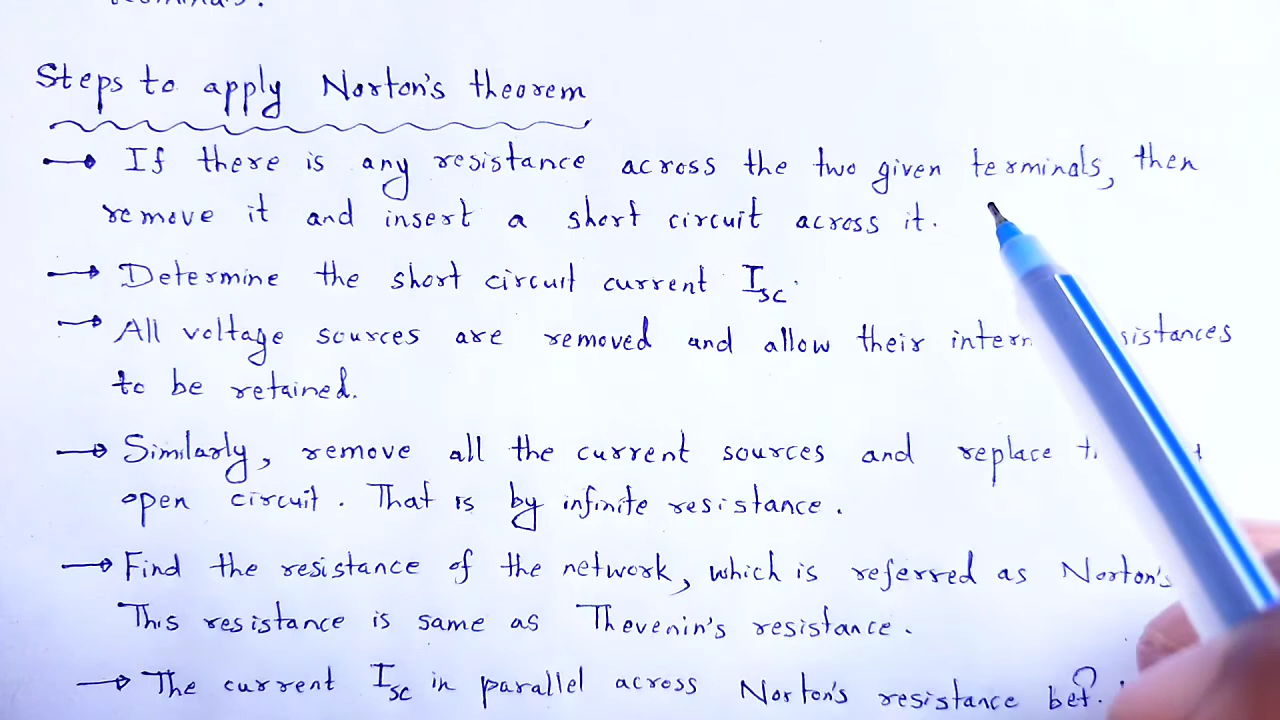 Steps to apply Norton's theorem
→ If there is any resistance across the two given terminals, then
remove it and insert a short circuit across it.
→ Determine the short circuit current Isc.
→ All voltage sources are removed and allow their
to be retained.
→ Similarly, remove all the current sources and replace
open circuit. That is by infinite resistance.
→ Find the resistance of the network, which is referred as Norton's
This resistance is same as Thevenin's resistance.
→ The current Isc in parallel across Norton's resistance